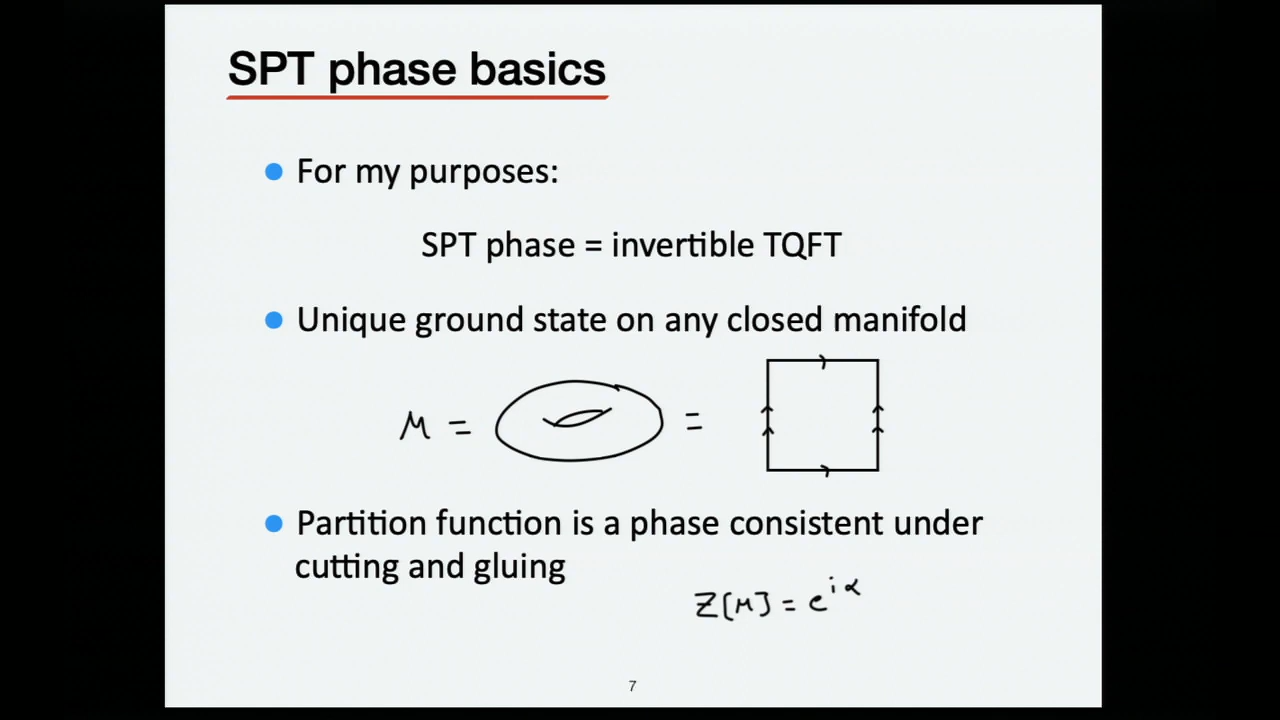 SPT phase basics
For my purposes:
SPT phase = invertible TQFT
Unique ground state on any closed manifold
M = =
Partition function is a phase consistent under
cutting and gluing
Z[M] = e^{iα}
7